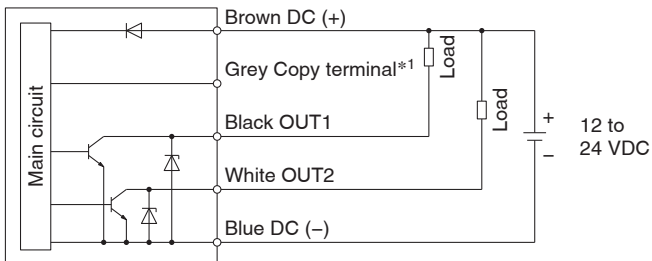 Brown DC (+)
Grey Copy terminal*1
Black OUT1
White OUT2
Blue DC (−)
Main circuit
Load
Load
+
−
12 to
24 VDC